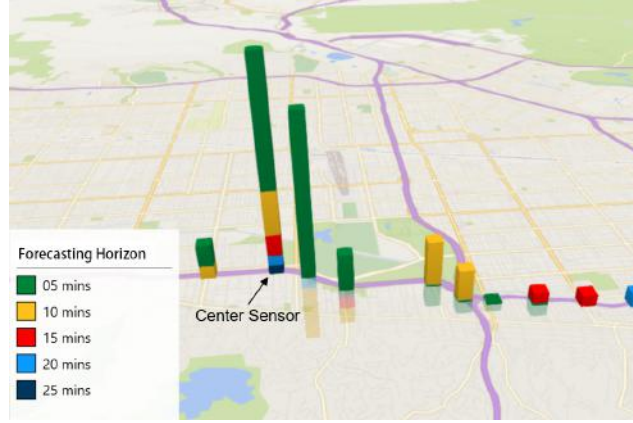 Center Sensor
Forecasting Horizon
05 mins
10 mins
15 mins
20 mins
25 mins